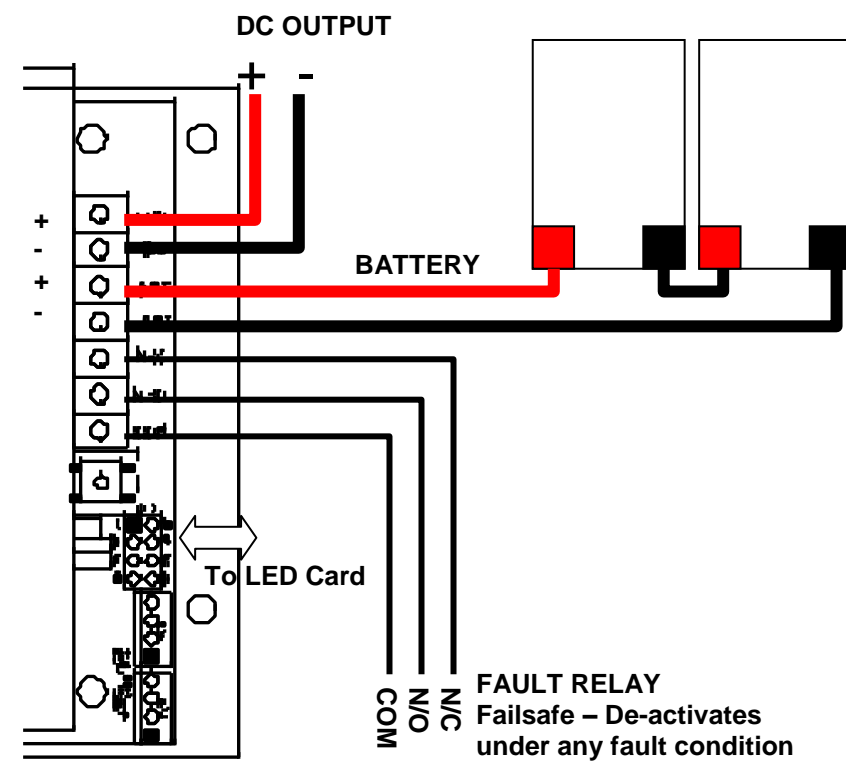 DC OUTPUT
+ -
+
-
+
-
BATTERY
To LED Card
COM
N/O
N/C
FAULT RELAY
Failsafe – De-activates
under any fault condition